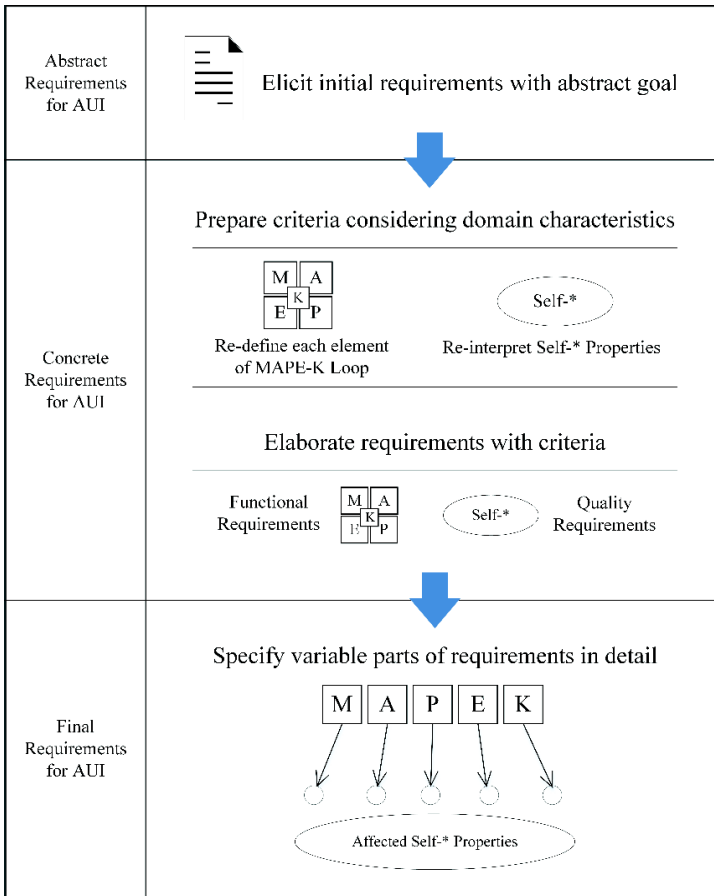 Abstract
Requirements
for AUI
Elicit initial requirements with abstract goal
Concrete
Requirements
for AUI
Prepare criteria considering domain characteristics
M A
K
E P
Re-define each element
of MAPE-K Loop
Self-*
Re-interpret Self-* Properties
Elaborate requirements with criteria
Functional
Requirements
M A
K
E P
Self-*
Quality
Requirements
Final
Requirements
for AUI
Specify variable parts of requirements in detail
M A P E K
Affected Self-* Properties